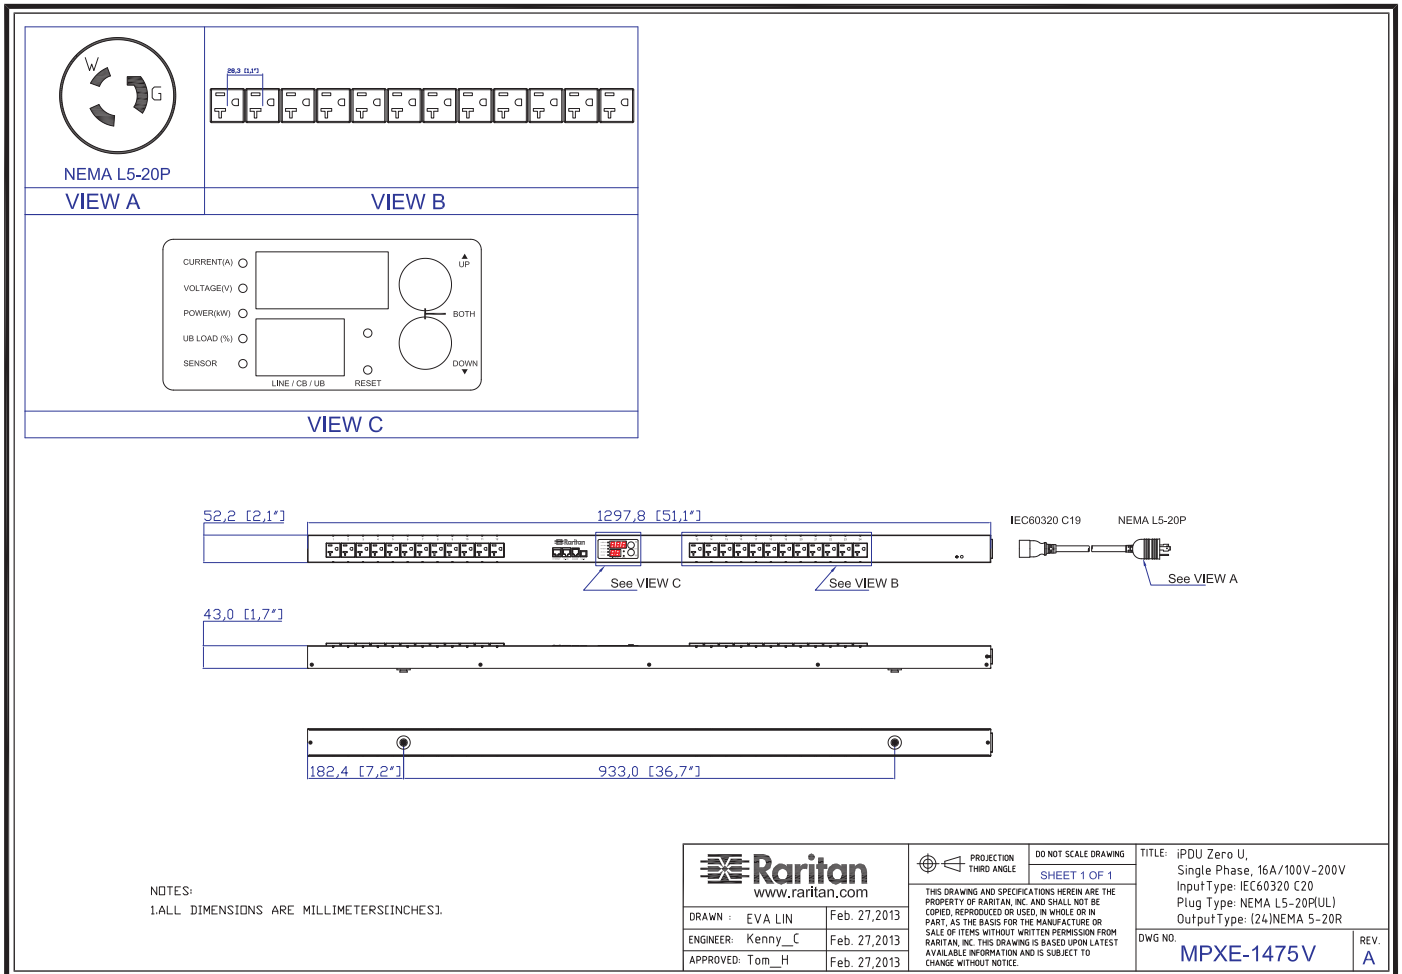 W
G
NEMA L5-20P
VIEW A
28,3 [1,1"]
VIEW B
CURRENT(A)
VOLTAGE(V)
POWER(kW)
UB LOAD (%)
SENSOR
LINE / CB / UB
RESET
UP
BOTH
DOWN
VIEW C
52,2 [2,1"]
1297,8 [51,1"]
IEC60320 C19
NEMA L5-20P
Raritan
See VIEW C
See VIEW B
See VIEW A
43,0 [1,7"]
182,4 [7,2"]
933,0 [36,7"]
NOTES:
1.ALL DIMENSIONS ARE MILLIMETERS[INCHES].
Raritan
www.raritan.com
DRAWN : EVA LIN Feb. 27,2013
ENGINEER: Kenny_C Feb. 27,2013
APPROVED: Tom_H Feb. 27,2013
PROJECTION
THIRD ANGLE
DO NOT SCALE DRAWING
SHEET 1 OF 1
THIS DRAWING AND SPECIFICATIONS HEREIN ARE THE
PROPERTY OF RARITAN, INC. AND SHALL NOT BE
COPIED, REPRODUCED OR USED, IN WHOLE OR IN
PART, AS THE BASIS FOR THE MANUFACTURE OR
SALE OF ITEMS WITHOUT WRITTEN PERMISSION FROM
RARITAN, INC. THIS DRAWING IS BASED UPON LATEST
AVAILABLE INFORMATION AND IS SUBJECT TO
CHANGE WITHOUT NOTICE.
TITLE: iPDU Zero U,
Single Phase, 16A/100V-200V
InputType: IEC60320 C20
Plug Type: NEMA L5-20P(UL)
OutputType: (24)NEMA 5-20R
DWG NO.
MPXE-1475V
REV.
A